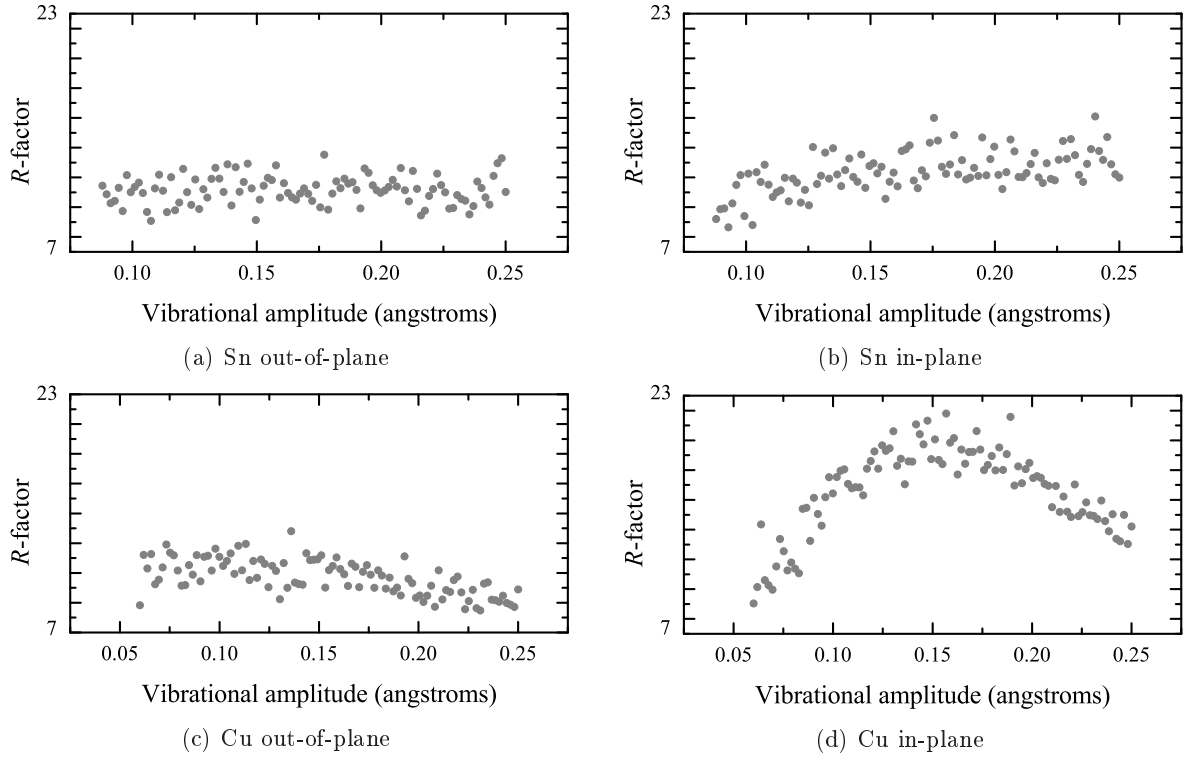 23
R-factor
7
0.10 0.15 0.20 0.25
Vibrational amplitude (angstroms)
(a) Sn out-of-plane
23
R-factor
7
0.10 0.15 0.20 0.25
Vibrational amplitude (angstroms)
(b) Sn in-plane
23
R-factor
7
0.05 0.10 0.15 0.20 0.25
Vibrational amplitude (angstroms)
(c) Cu out-of-plane
23
R-factor
7
0.05 0.10 0.15 0.20 0.25
Vibrational amplitude (angstroms)
(d) Cu in-plane